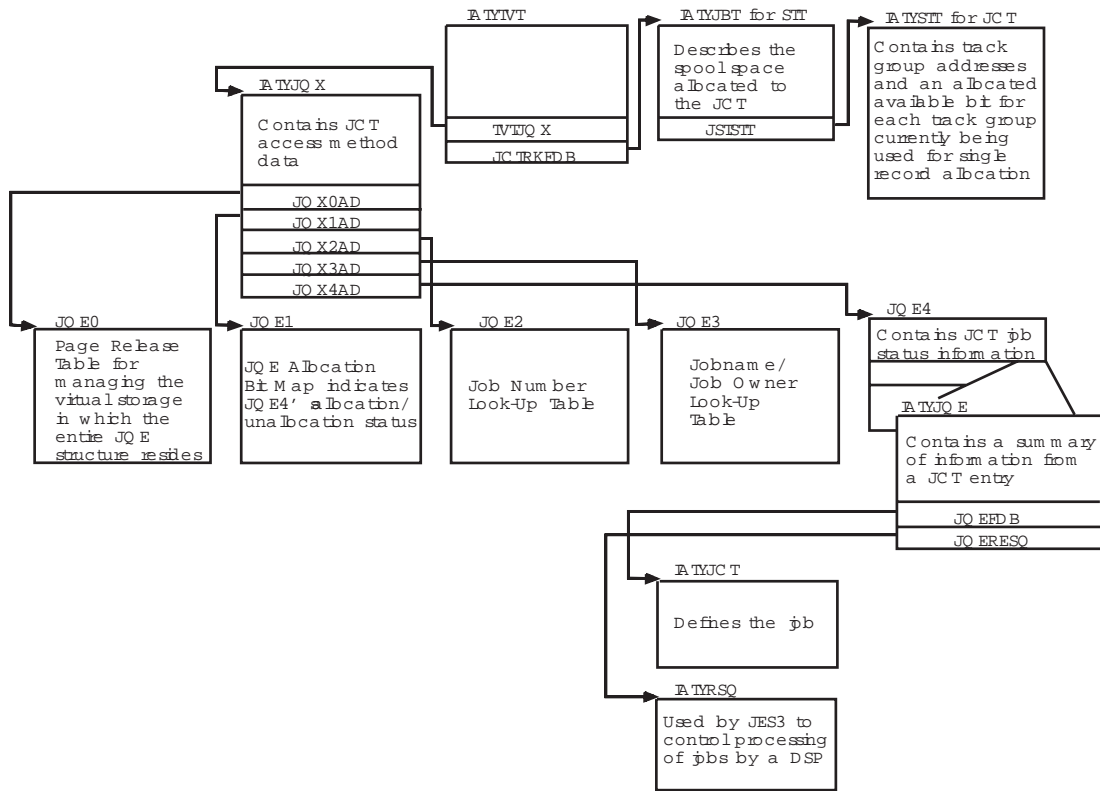 IATYTVT
TVTJQX
JCTRKFDB
IATYJBT for STT
Describes the
spool space
allocated to
the JCT
JSTSTT
IATYSTT for JCT
Contains track
group addresses
and an allocated
available bit for
each track group
currently being
used for single
record allocation
IATYJQX
Contains JCT
access method
data
JQX0AD
JQX1AD
JQX2AD
JQX3AD
JQX4AD
JQE0
Page Release
Table for
managing the
virtual storage
in which the
entire JQE
structure resides
JQE1
JQE Allocation
Bit Map indicates
JQE4's allocation/
unallocation status
JQE2
Job Number
Look-Up Table
JQE3
Jobname/
Job Owner
Look-Up
Table
JQE4
Contains JCT job
status information
IATYJQE
Contains a summary
of information from
a JCT entry
JQEFDB
JQERESQ
IATYJCT
Defines the job
IATYRSQ
Used by JES3 to
control processing
of jobs by a DSP